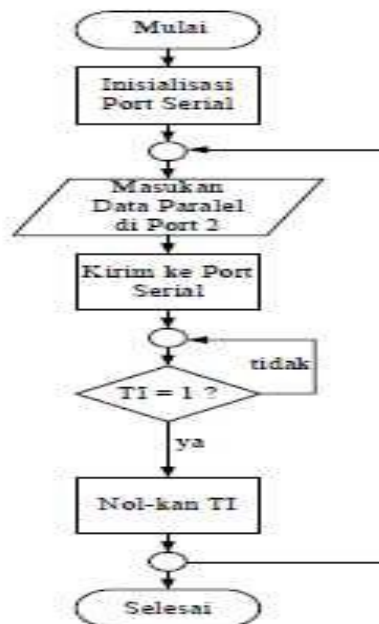 Mulai
Inisialisasi
Port Serial
Masukan
Data Paralel
di Port 2
Kirim ke Port
Serial
tidak
TI = 1 ?
ya
Nol-kan TI
Selesai